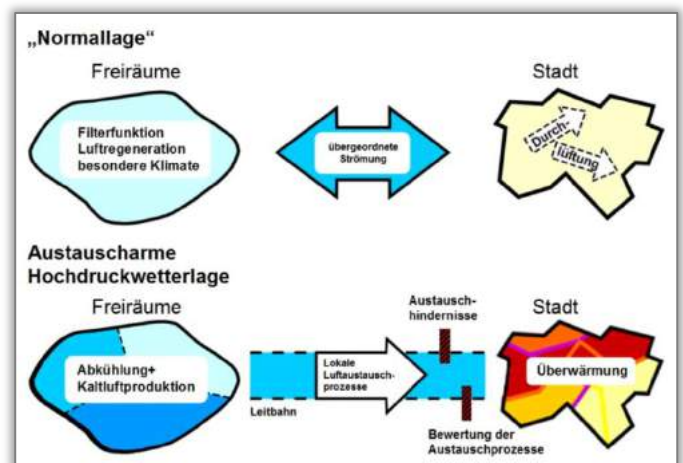 „Normallage“
Freiräume
Stadt
Filterfunktion
Luftregeneration
besondere Klimate
übergeordnete
Strömung
Durch-
lüftung
Austauscharme
Hochdruckwetterlage
Freiräume
Austausch-
hindernisse
Stadt
Abkühlung+
Kaltluftproduktion
Lokale
Luftaustausch-
prozesse
Überwärmung
Leitbahn
Bewertung der
Austauschprozesse